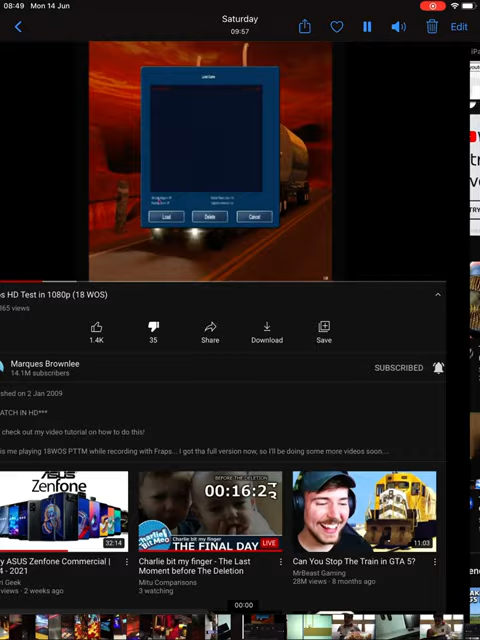 08:49 Mon 14 Jun
Saturday
09:57
Edit
Load Game
Load
Delete
Cancel
s HD Test in 1080p (18 WOS)
365 views
1.4K
35
Share
Download
Save
Marques Brownlee
14.1M subscribers
SUBSCRIBED
shed on 2 Jan 2009
ATCH IN HD***
check out my video tutorial on how to do this!
is me playing 18WOS PTTM while recording with Fraps... I got tha full version now, so I'll be doing some more videos soon....
ASUS
Zenfone
32:14
BEFORE THE DELETION
00:16:23
Charlie bit my finger
LIVE
THE FINAL DAY
11:03
y ASUS Zenfone Commercial |
- 2021
ri Geek
views · 2 weeks ago
Charlie bit my finger - The Last
Moment before The Deletion
Mitu Comparisons
3 watching
Can You Stop The Train in GTA 5?
MrBeast Gaming
28M views · 8 months ago
00:00